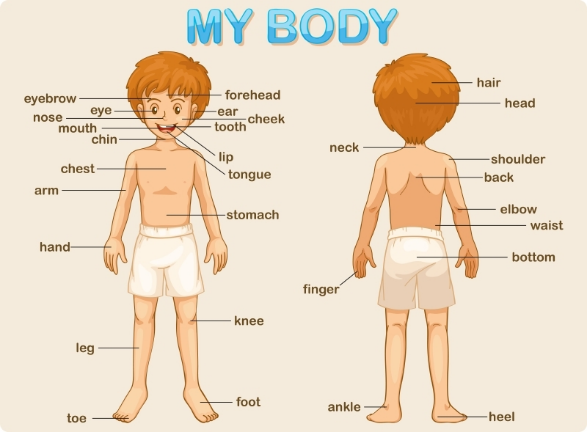 MY BODY
eyebrow
eye
nose
mouth
chin
chest
arm
hand
leg
toe
forehead
ear
cheek
tooth
lip
tongue
stomach
knee
foot
hair
head
neck
shoulder
back
elbow
waist
bottom
finger
ankle
heel